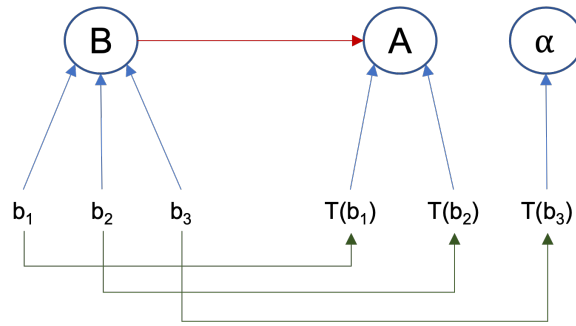 B A α
b₁ b₂ b₃ T(b₁) T(b₂) T(b₃)